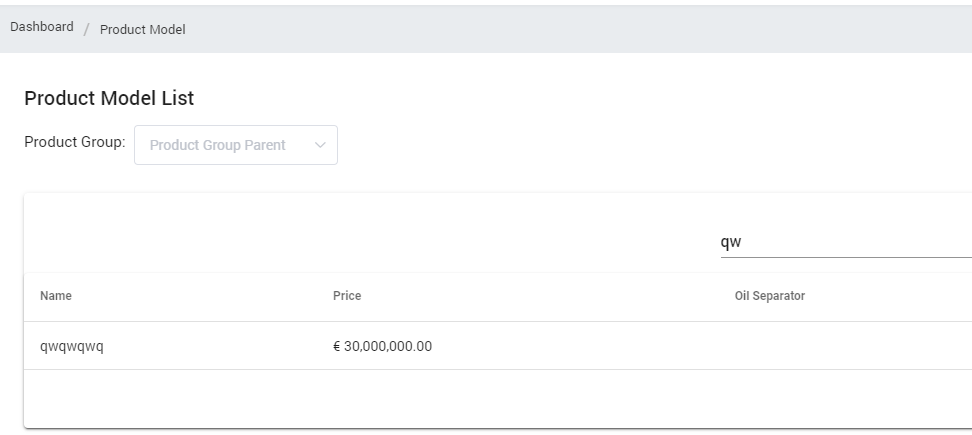 Dashboard / Product Model
Product Model List
Product Group: Product Group Parent
qw
Name Price Oil Separator
qwqwqwq € 30,000,000.00